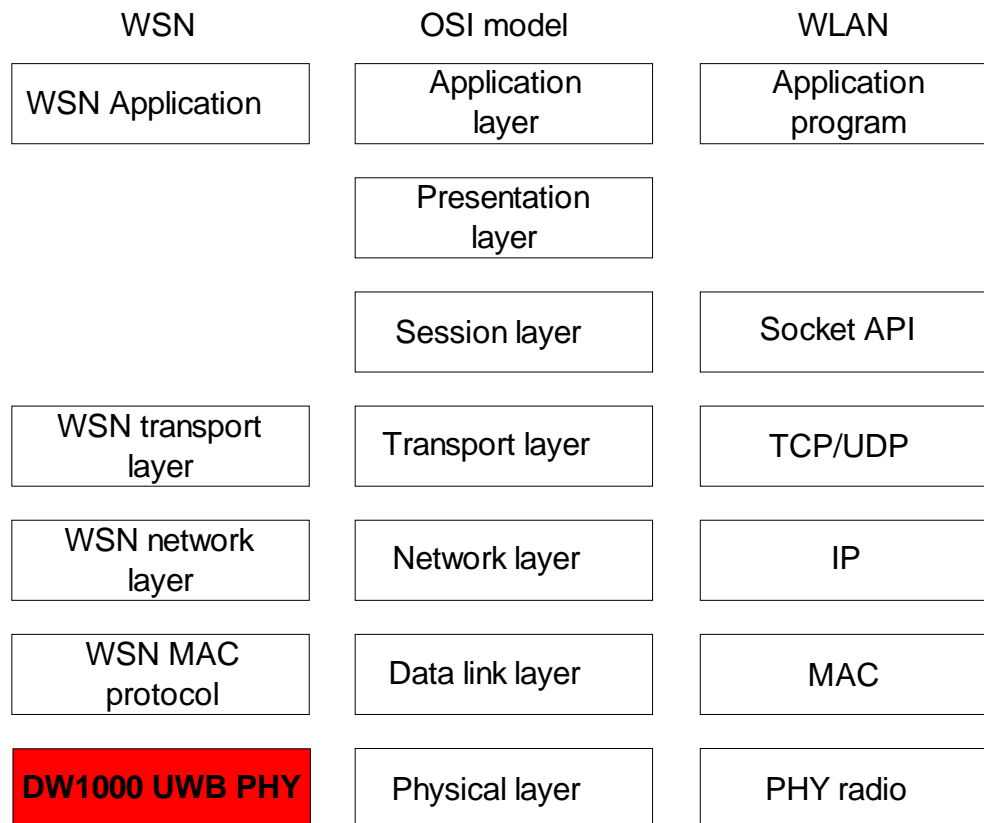 WSN
OSI model
WLAN
WSN Application
Application
layer
Application
program
Presentation
layer
Session layer
Socket API
WSN transport
layer
Transport layer
TCP/UDP
WSN network
layer
Network layer
IP
WSN MAC
protocol
Data link layer
MAC
DW1000 UWB PHY
Physical layer
PHY radio